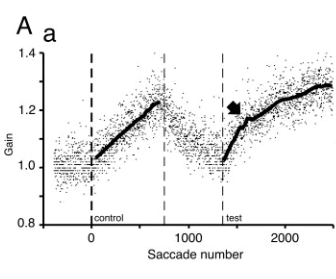 A a
1.4
1.2
1.0
0.8
Gain
control
test
0
1000
2000
Saccade number